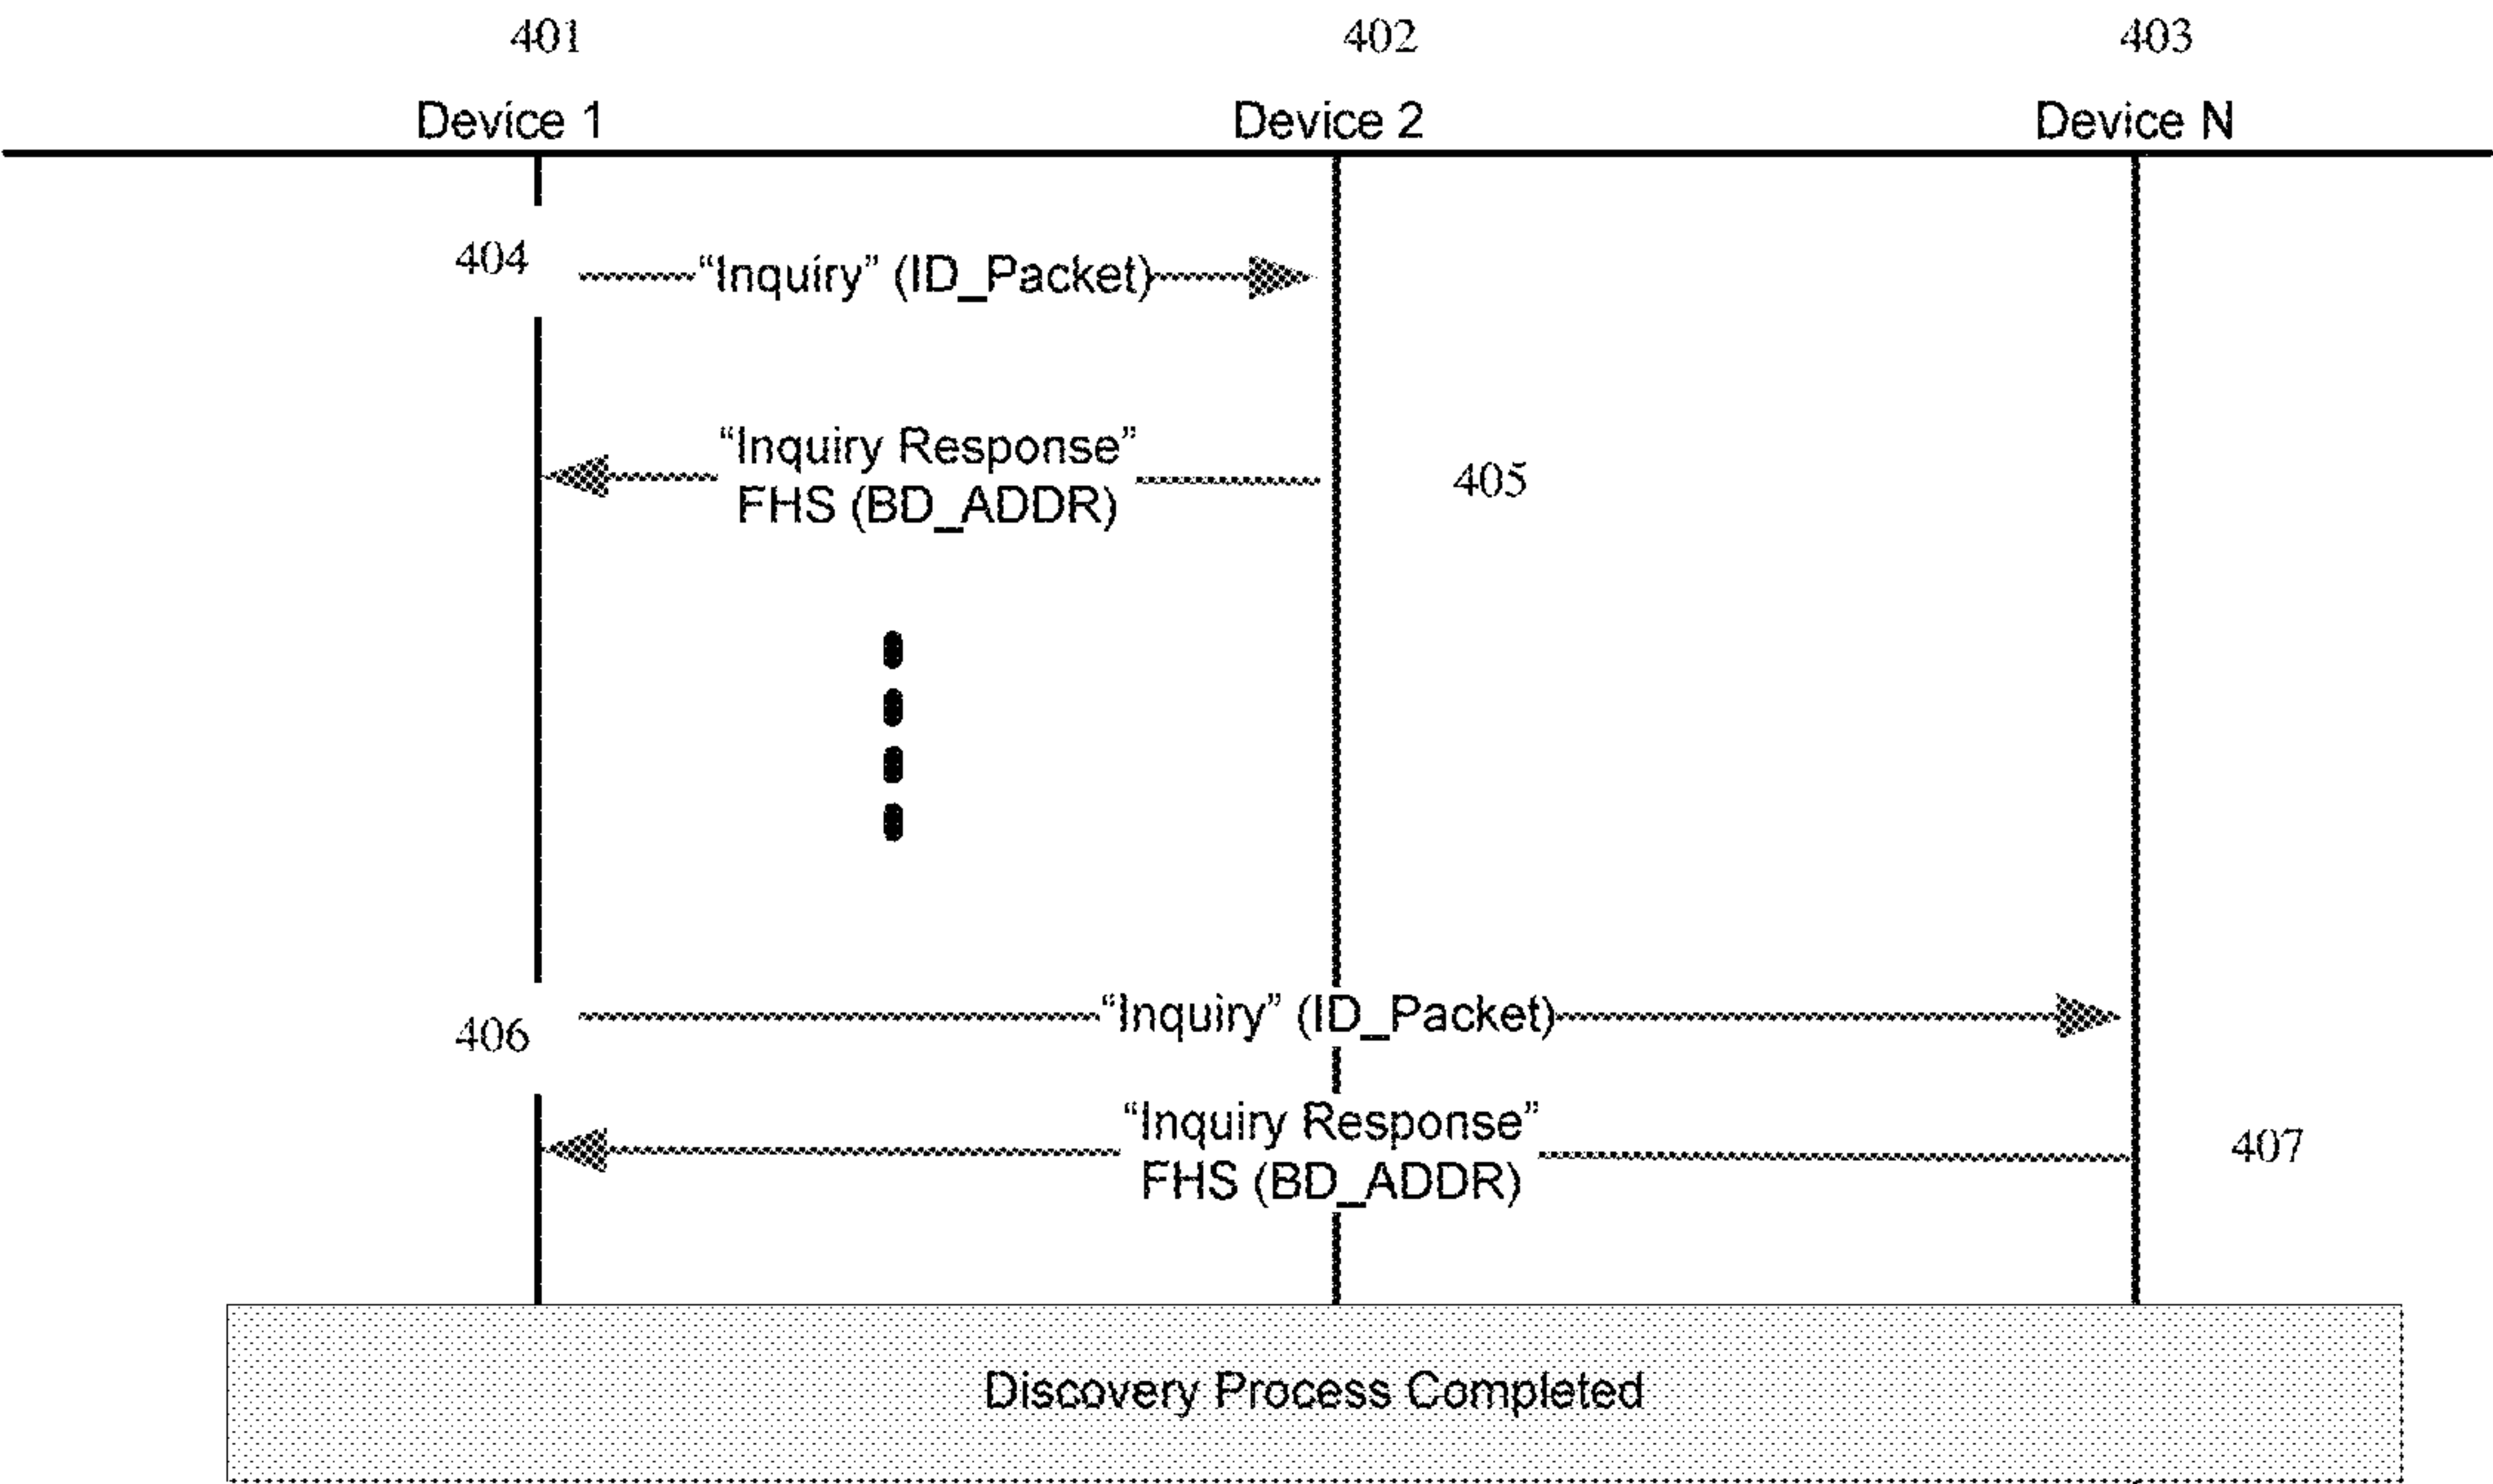 401 402 403
Device 1 Device 2 Device N
404 “Inquiry” (ID_Packet)
“Inquiry Response”
FHS (BD_ADDR)
405
“Inquiry” (ID_Packet)
406
“Inquiry Response”
FHS (BD_ADDR)
407
Discovery Process Completed